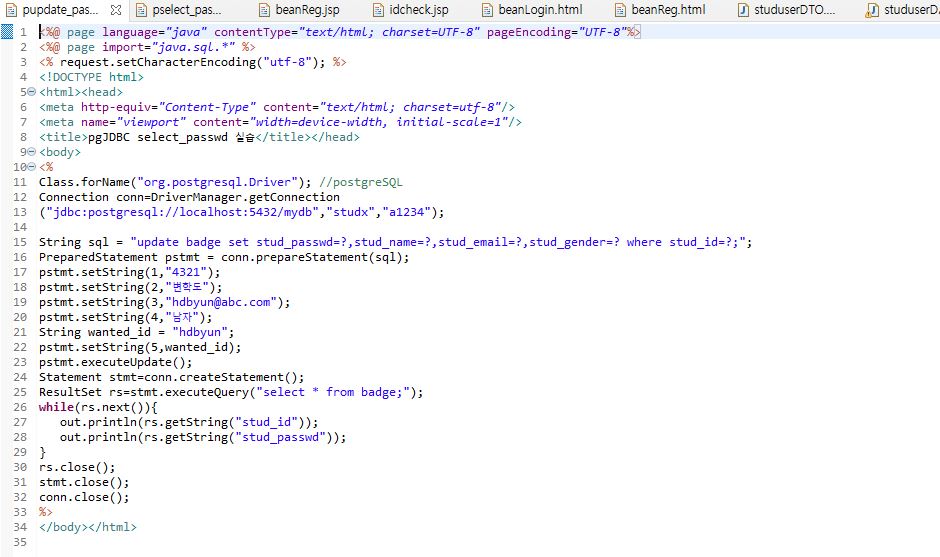 pupdate_pas... pselect_pas... beanReg.jsp idcheck.jsp beanLogin.html beanReg.html studuserDTO.... studuserD
1 <%@ page language="java" contentType="text/html; charset=UTF-8" pageEncoding="UTF-8"%>
2 <%@ page import="java.sql.*" %>
3 <% request.setCharacterEncoding("utf-8"); %>
4 <!DOCTYPE html>
5 <html><head>
6 <meta http-equiv="Content-Type" content="text/html; charset=utf-8"/>
7 <meta name="viewport" content="width=device-width, initial-scale=1"/>
8 <title>pgJDBC select_passwd 실습</title></head>
9 <body>
10 <%
11 Class.forName("org.postgresql.Driver"); //postgreSQL
12 Connection conn=DriverManager.getConnection
13 ("jdbc:postgresql://localhost:5432/mydb","studx","a1234");
14
15 String sql = "update badge set stud_passwd=?,stud_name=?,stud_email=?,stud_gender=? where stud_id=?;";
16 PreparedStatement pstmt = conn.prepareStatement(sql);
17 pstmt.setString(1,"4321");
18 pstmt.setString(2,"변학도");
19 pstmt.setString(3,"hdbyun@abc.com");
20 pstmt.setString(4,"남자");
21 String wanted_id = "hdbyun";
22 pstmt.setString(5,wanted_id);
23 pstmt.executeUpdate();
24 Statement stmt=conn.createStatement();
25 ResultSet rs=stmt.executeQuery("select * from badge;");
26 while(rs.next()){
27 out.println(rs.getString("stud_id"));
28 out.println(rs.getString("stud_passwd"));
29 }
30 rs.close();
31 stmt.close();
32 conn.close();
33 %>
34 </body></html>
35